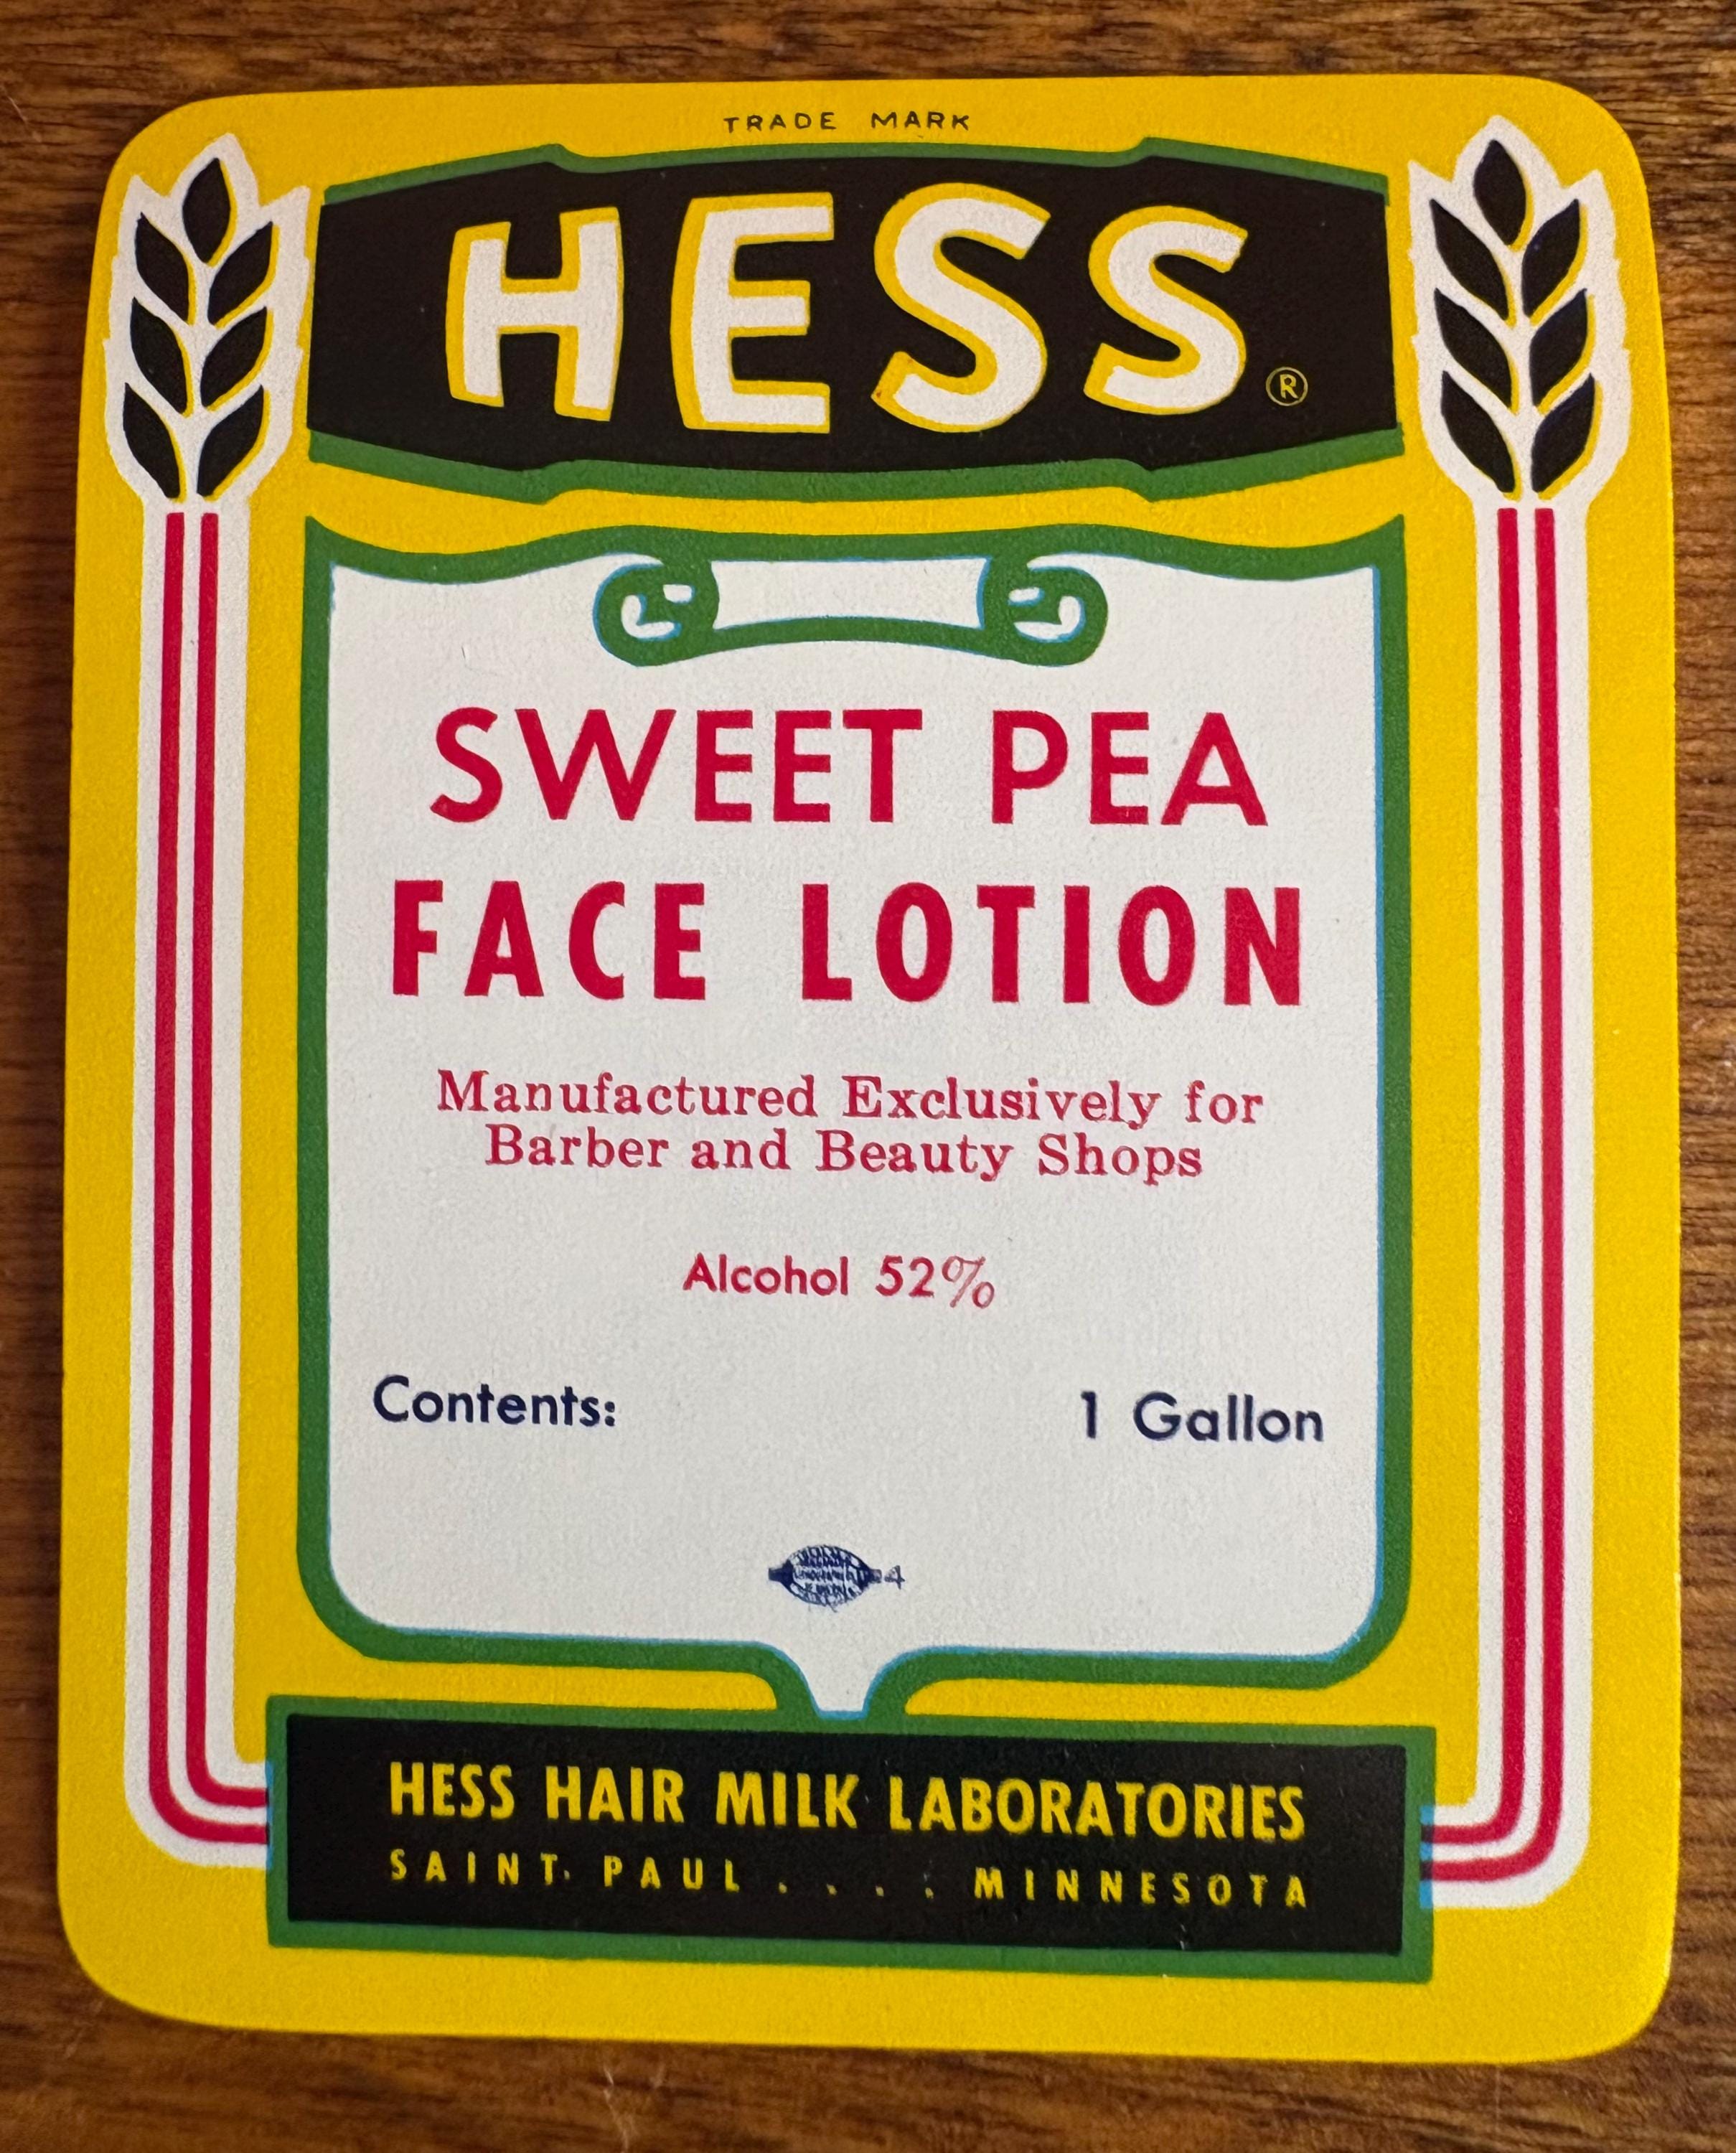 TRADE MARK
HESS ®
SWEET PEA
FACE LOTION
Manufactured Exclusively for
Barber and Beauty Shops
Alcohol 52%
Contents: 1 Gallon
HESS HAIR MILK LABORATORIES
SAINT PAUL . . . . MINNESOTA